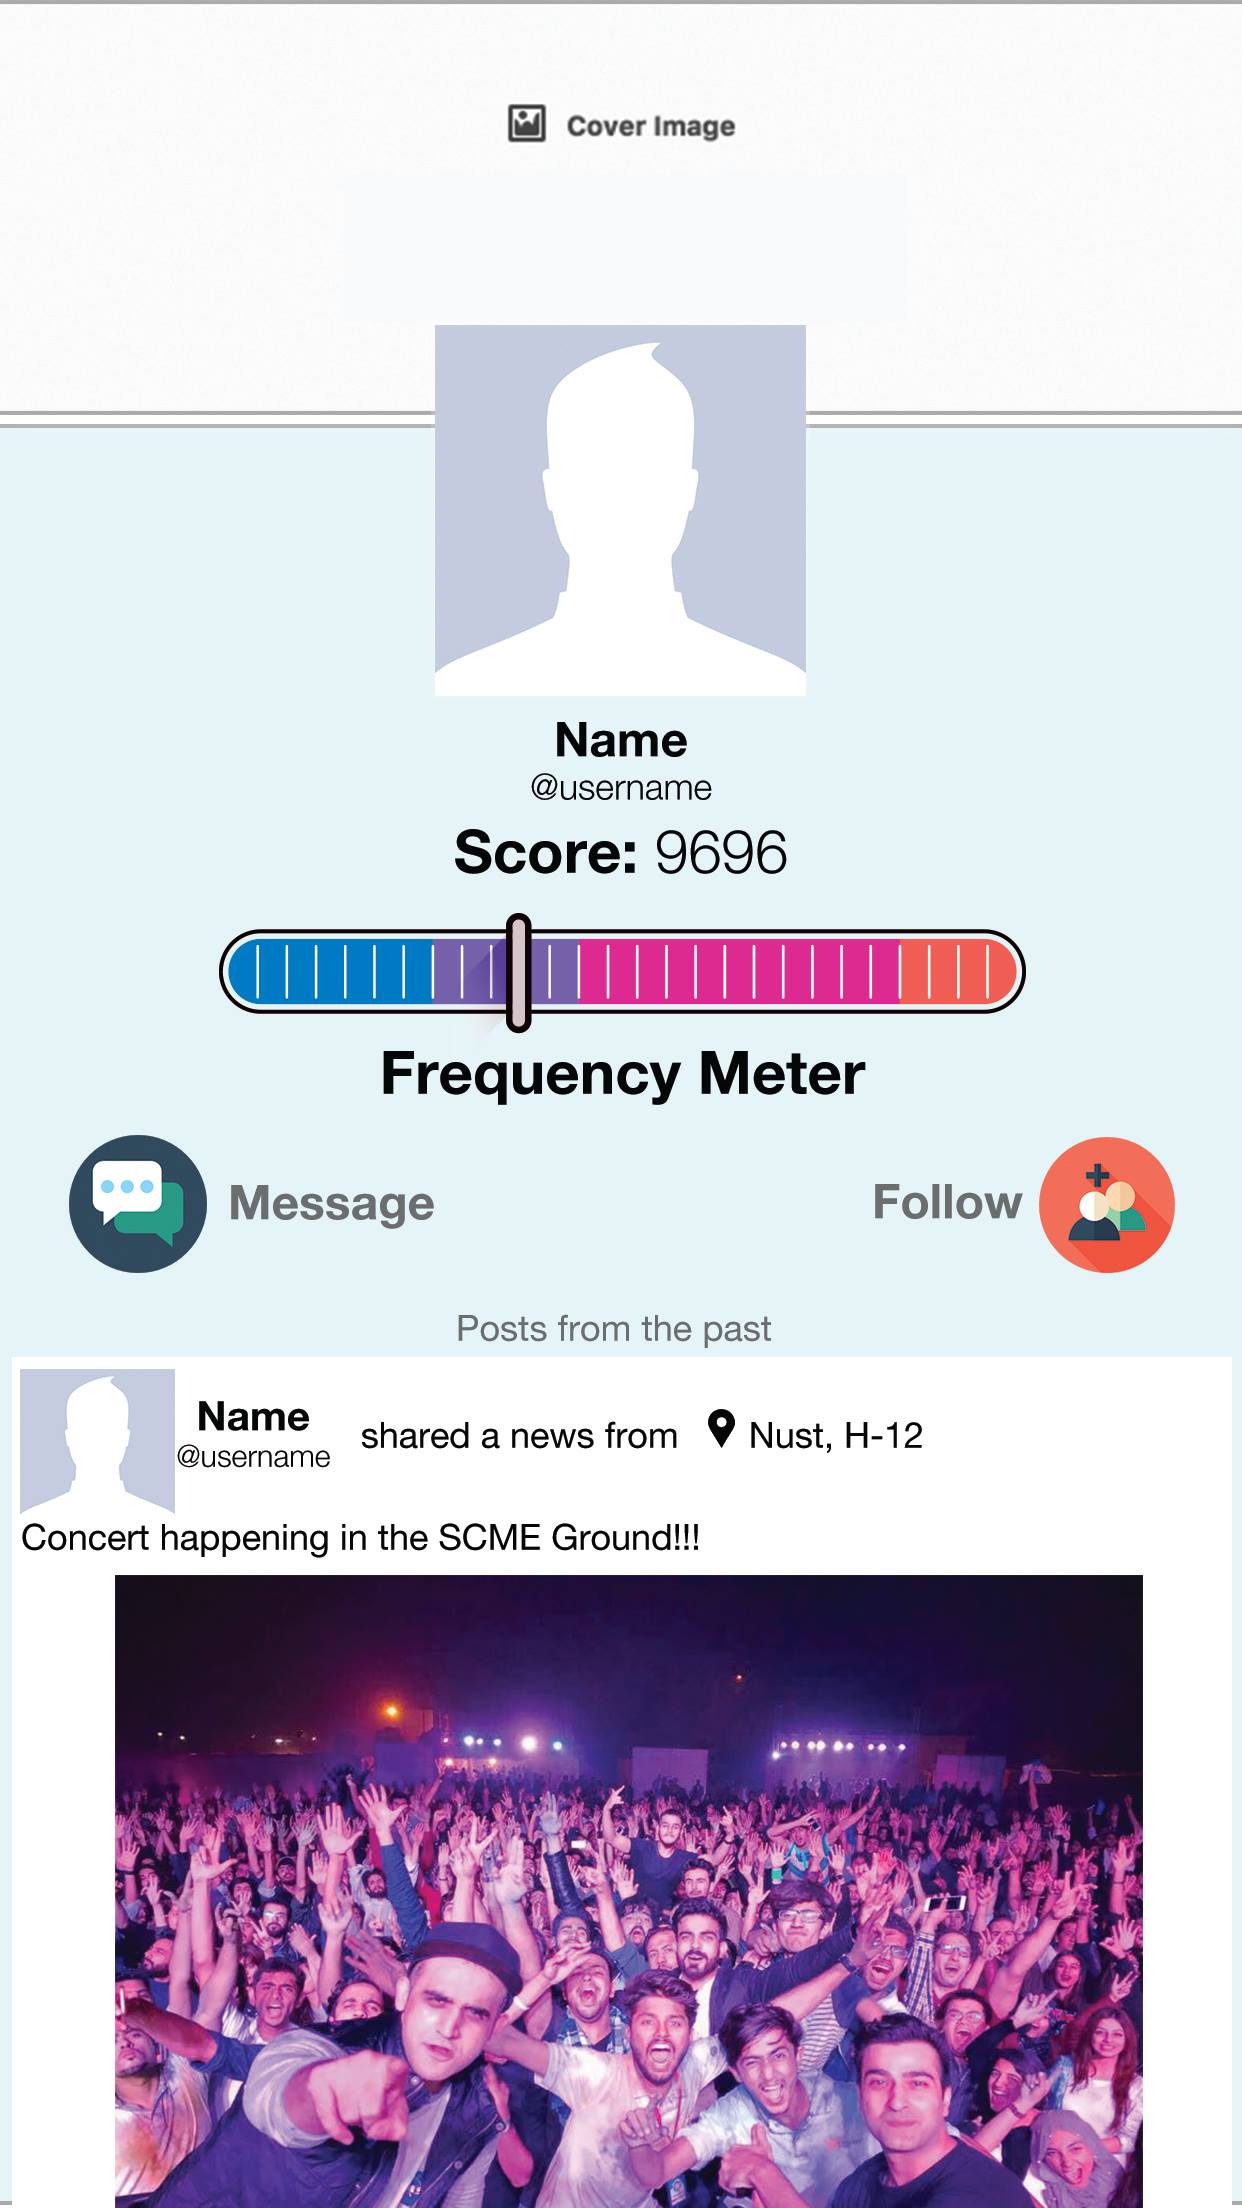 Cover Image
Name
@username
Score: 9696
Frequency Meter
Message
Follow
Posts from the past
Name
@username
shared a news from
Nust, H-12
Concert happening in the SCME Ground!!!